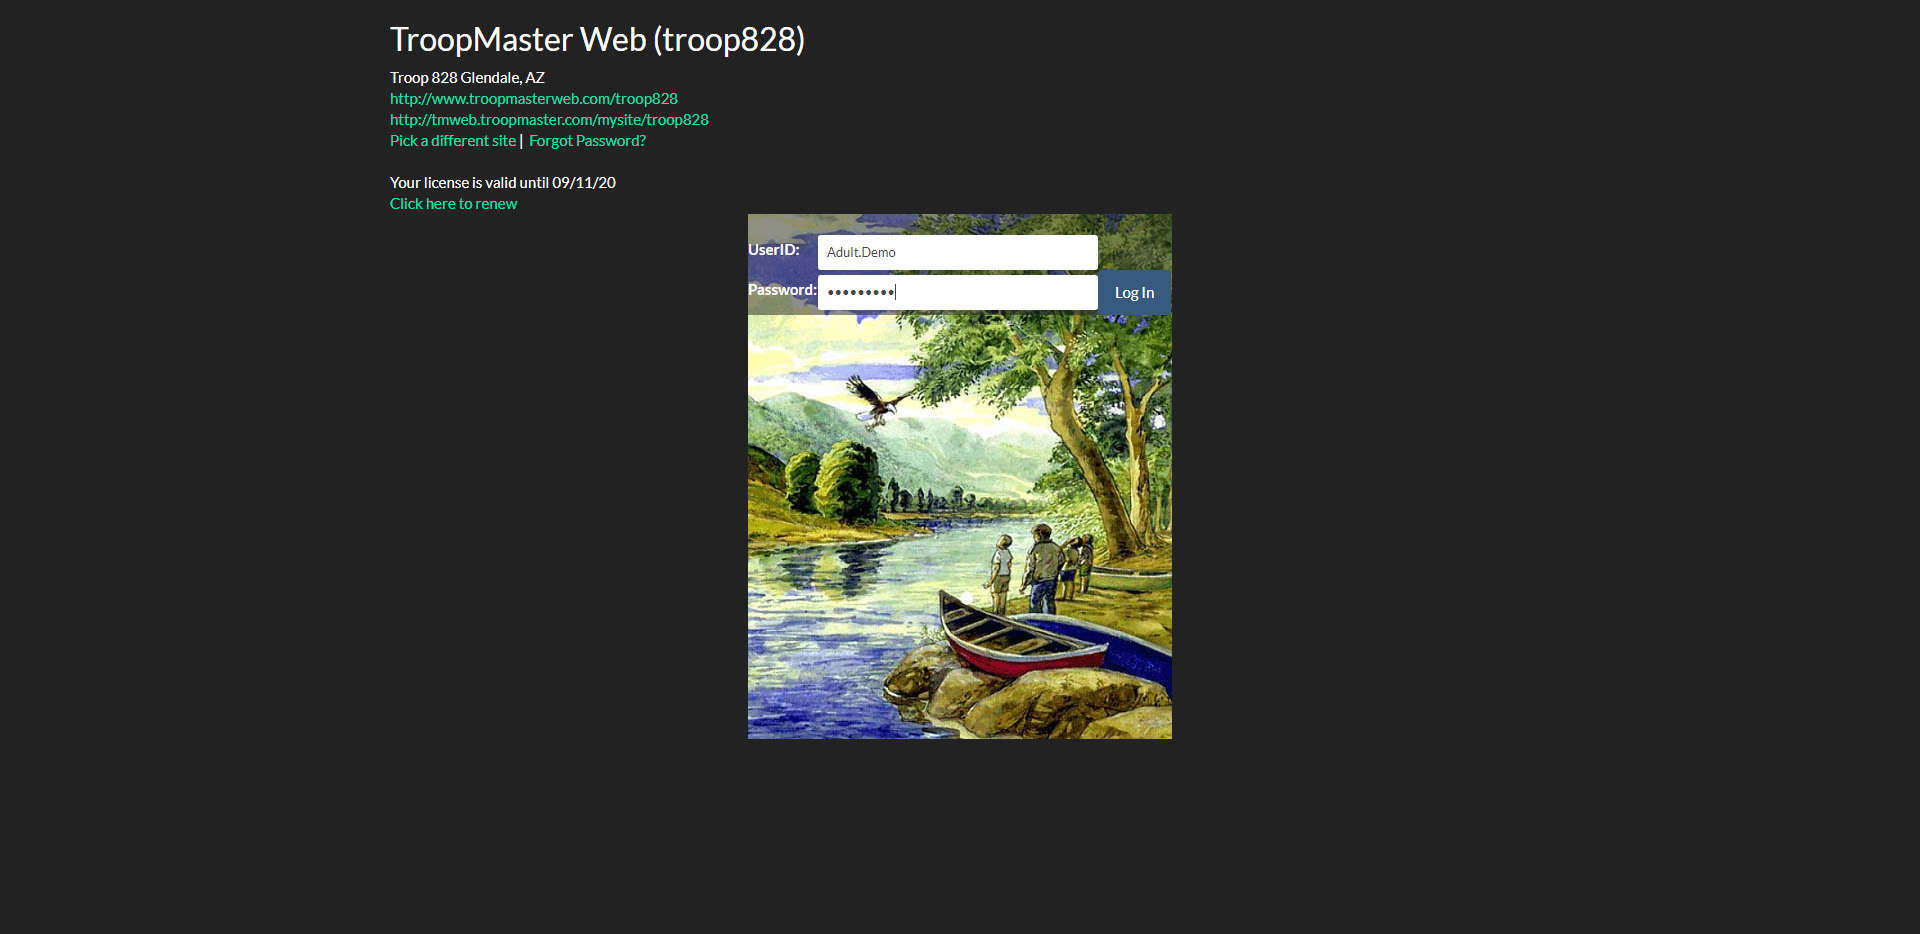 TroopMaster Web (troop828)
Troop 828 Glendale, AZ
http://www.troopmasterweb.com/troop828
http://tmweb.troopmaster.com/mysite/troop828
Pick a different site | Forgot Password?
Your license is valid until 09/11/20
Click here to renew
UserID: Adult.Demo
Password: •••••••••
Log In